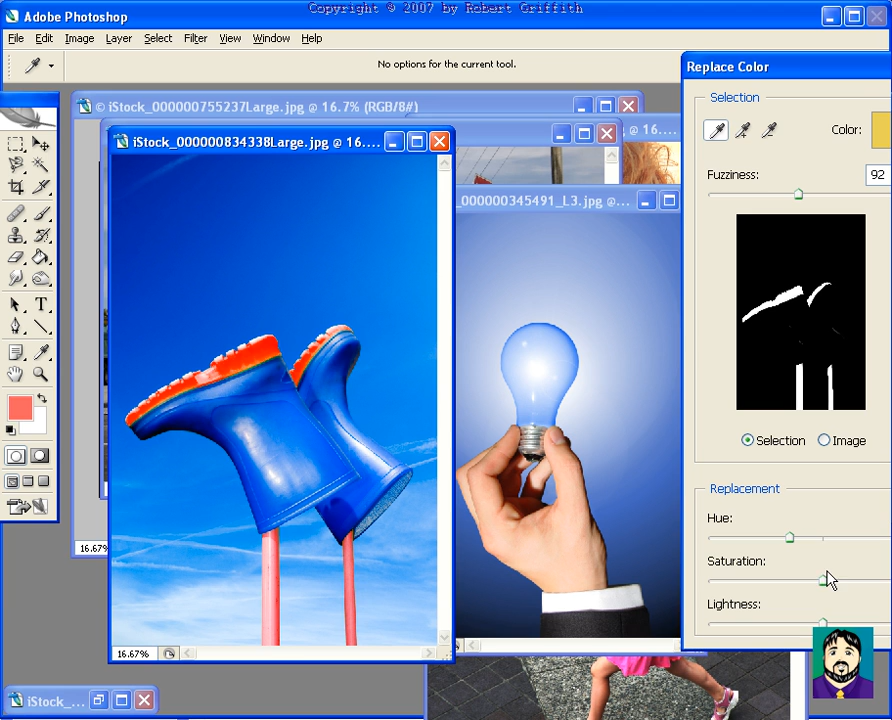 Copyright © 2007 by Robert Griffith
Adobe Photoshop
File Edit Image Layer Select Filter View Window Help
No options for the current tool.
Replace Color
© iStock_000000755237Large.jpg @ 16.7% (RGB/8#)
iStock_000000834338Large.jpg @ 16....
% @ 16....
_000000345491_L3.jpg @...
Selection
Color:
Fuzziness:
92
Selection
Image
Replacement
Hue:
Saturation:
Lightness:
T
16.67%
16.67%
iStock_...